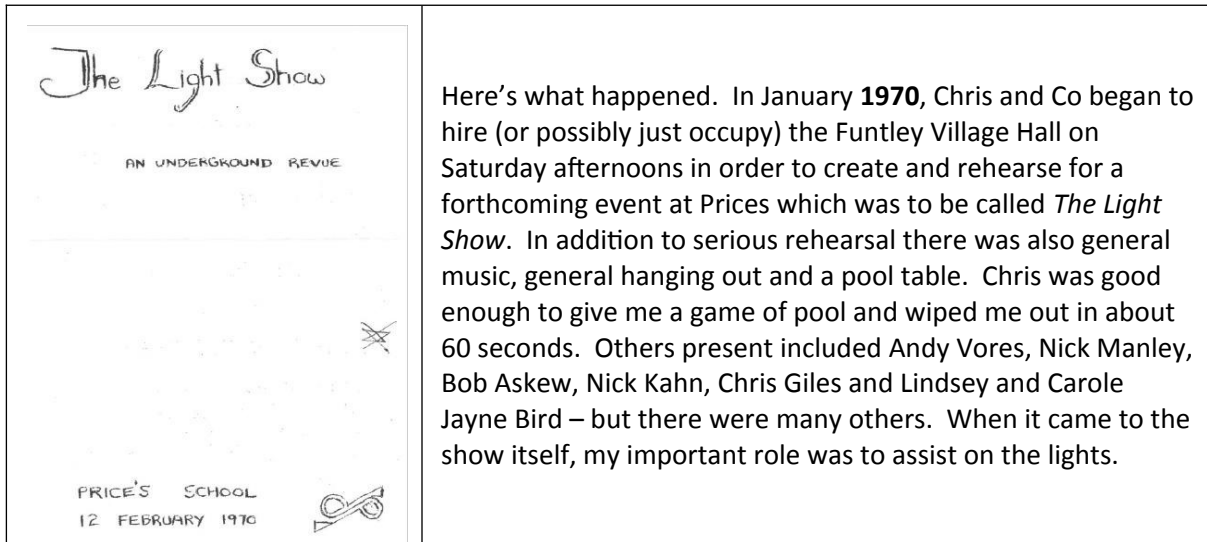 The Light Show
AN UNDERGROUND REVUE
PRICE'S SCHOOL
12 FEBRUARY 1970
Here's what happened. In January 1970, Chris and Co began to
hire (or possibly just occupy) the Funtley Village Hall on
Saturday afternoons in order to create and rehearse for a
forthcoming event at Prices which was to be called The Light
Show. In addition to serious rehearsal there was also general
music, general hanging out and a pool table. Chris was good
enough to give me a game of pool and wiped me out in about
60 seconds. Others present included Andy Vores, Nick Manley,
Bob Askew, Nick Kahn, Chris Giles and Lindsey and Carole
Jayne Bird – but there were many others. When it came to the
show itself, my important role was to assist on the lights.